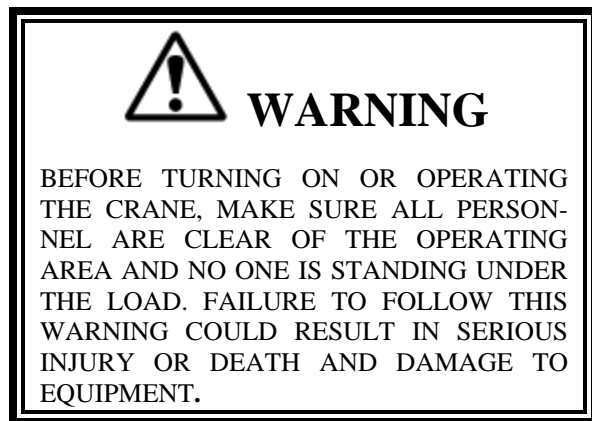 WARNING
BEFORE TURNING ON OR OPERATING
THE CRANE, MAKE SURE ALL PERSON-
NEL ARE CLEAR OF THE OPERATING
AREA AND NO ONE IS STANDING UNDER
THE LOAD. FAILURE TO FOLLOW THIS
WARNING COULD RESULT IN SERIOUS
INJURY OR DEATH AND DAMAGE TO
EQUIPMENT.